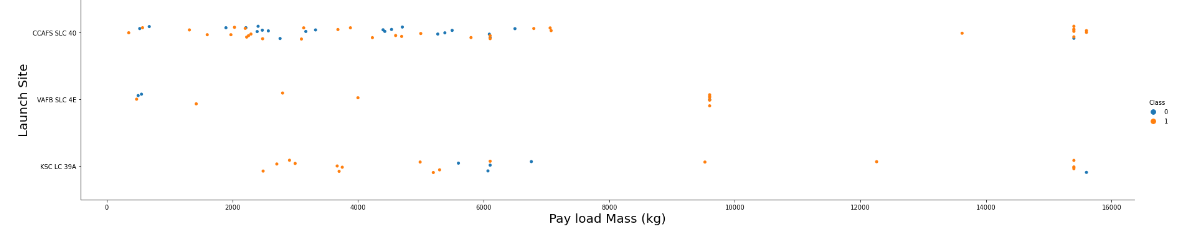 Launch Site
CCAFS SLC 40
VAFB SLC 4E
KSC LC 39A
0
2000
4000
6000
8000
10000
12000
14000
16000
Pay load Mass (kg)
Class
0
1